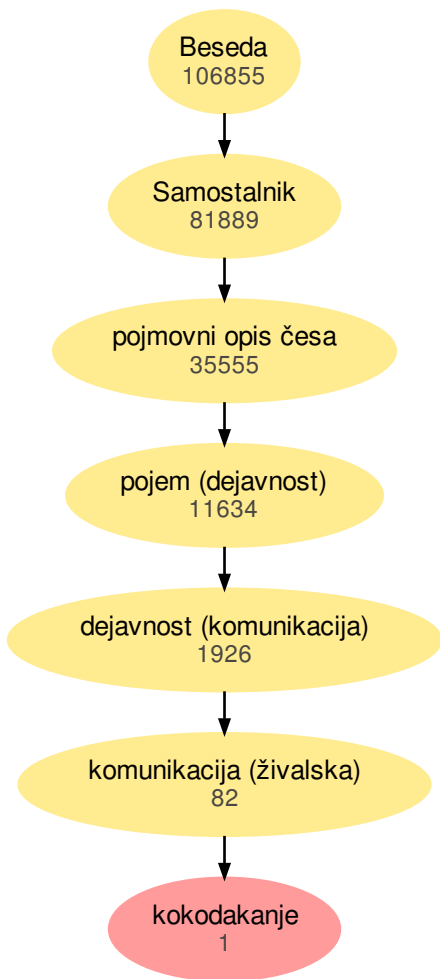 Beseda
106855
Samostalnik
81889
pojmovni opis česa
35555
pojem (dejavnost)
11634
dejavnost (komunikacija)
1926
komunikacija (živalska)
82
kokodakanje
1